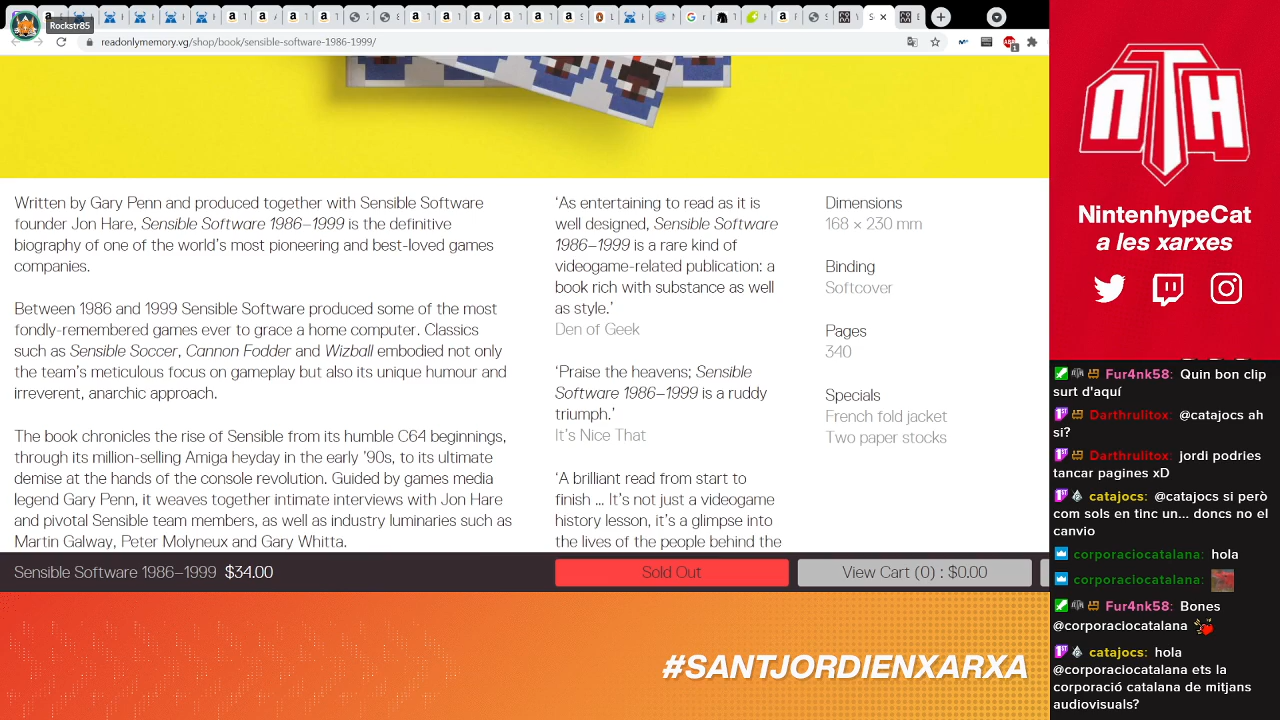 Rockstr85
readonlymemory.vg/shop/book/sensible-software-1986-1999/
Written by Gary Penn and produced together with Sensible Software
founder Jon Hare, Sensible Software 1986–1999 is the definitive
biography of one of the world's most pioneering and best-loved games
companies.
Between 1986 and 1999 Sensible Software produced some of the most
fondly-remembered games ever to grace a home computer. Classics
such as Sensible Soccer, Cannon Fodder and Wizball embodied not only
the team's meticulous focus on gameplay but also its unique humour and
irreverent, anarchic approach.
The book chronicles the rise of Sensible from its humble C64 beginnings,
through its million-selling Amiga heyday in the early '90s, to its ultimate
demise at the hands of the console revolution. Guided by games media
legend Gary Penn, it weaves together intimate interviews with Jon Hare
and pivotal Sensible team members, as well as industry luminaries such as
Martin Galway, Peter Molyneux and Gary Whitta.
‘As entertaining to read as it is
well designed, Sensible Software
1986–1999 is a rare kind of
videogame-related publication: a
book rich with substance as well
as style.’
Den of Geek
‘Praise the heavens; Sensible
Software 1986–1999 is a ruddy
triumph.’
It's Nice That
‘A brilliant read from start to
finish ... It's not just a videogame
history lesson, it's a glimpse into
the lives of the people behind the
Dimensions
168 × 230 mm
Binding
Softcover
Pages
340
Specials
French fold jacket
Two paper stocks
Sensible Software 1986–1999 $34.00
Sold Out
View Cart (0) : $0.00
#SANTJORDIENXARXA
NTH
NintenhypeCat
a les xarxes
Fur4nk58: Quin bon clip
surt d'aquí
Darthrulitox: @catajocs ah
si?
Darthrulitox: jordi podries
tancar pagines xD
catajocs: @catajocs si però
com sols en tinc un... doncs no el
canvio
corporaciocatalana: hola
corporaciocatalana:
Fur4nk58: Bones
@corporaciocatalana
catajocs: hola
@corporaciocatalana ets la
corporació catalana de mitjans
audiovisuals?